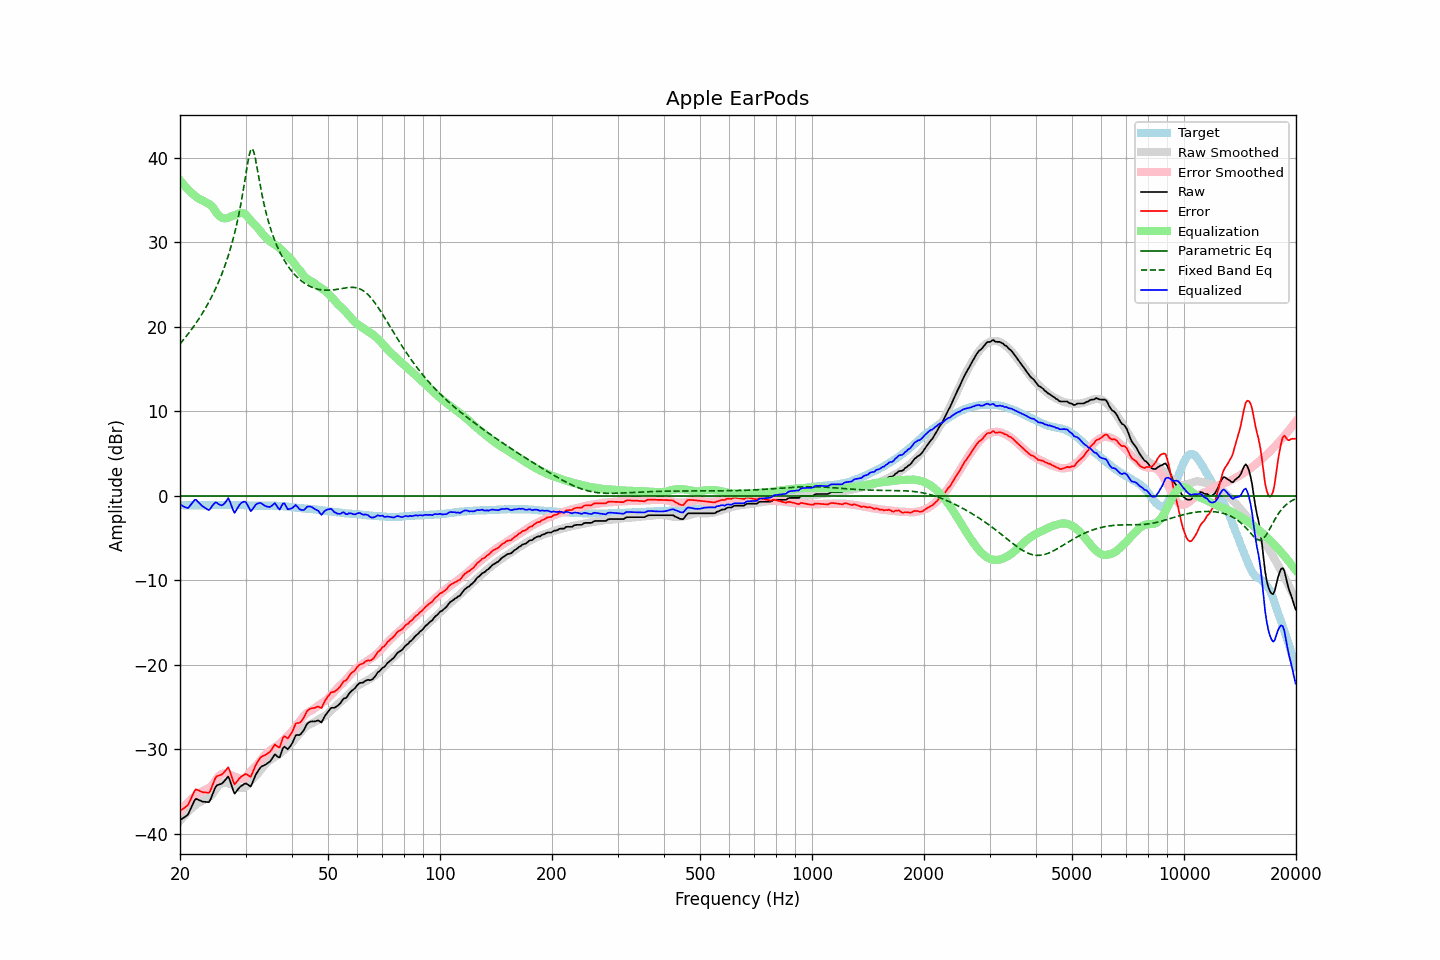 Apple EarPods
Amplitude (dBr)
40
30
20
10
0
−10
−20
−30
−40
Target
Raw Smoothed
Error Smoothed
Raw
Error
Equalization
Parametric Eq
Fixed Band Eq
Equalized
20 50 100 200 500 1000 2000 5000 10000 20000
Frequency (Hz)